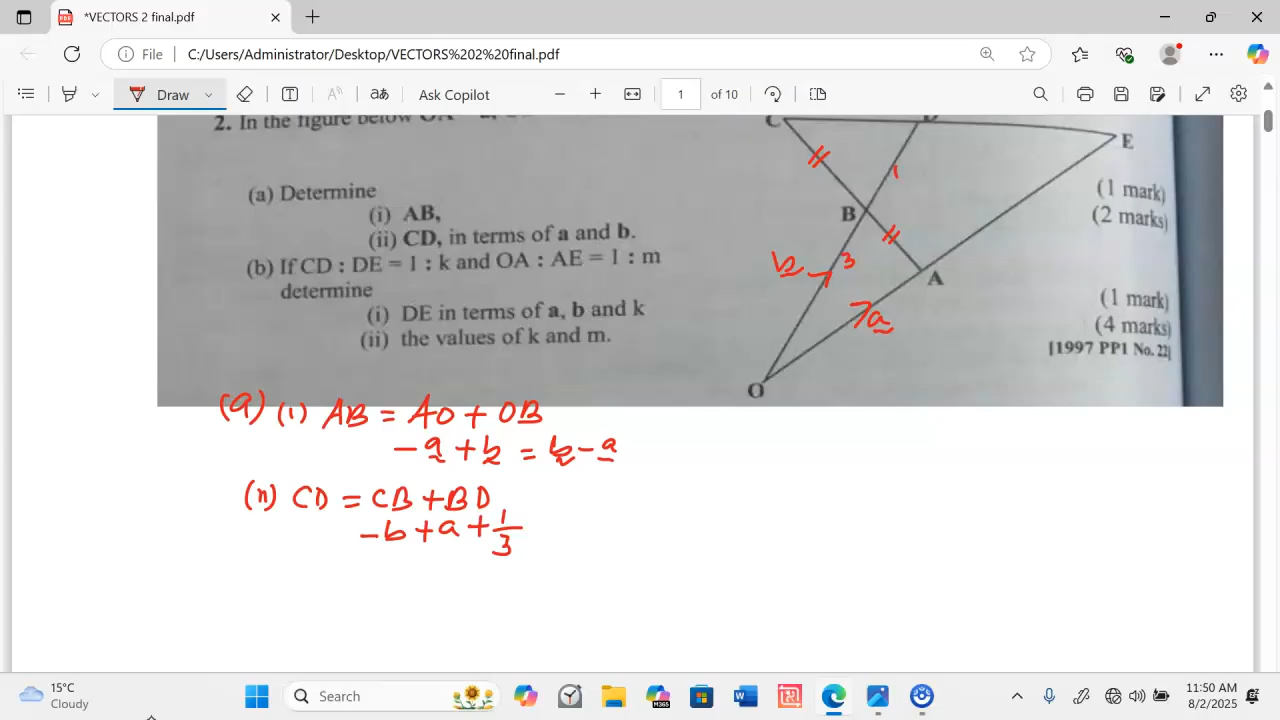 *VECTORS 2 final.pdf
File C:/Users/Administrator/Desktop/VECTORS%202%20final.pdf
Draw Ask Copilot 1 of 10
2. In the figure below OA
C
E
(a) Determine
(i) AB, (1 mark)
(ii) CD, in terms of a and b. (2 marks)
(b) If CD : DE = 1 : k and OA : AE = 1 : m
determine
(i) DE in terms of a, b and k (1 mark)
(ii) the values of k and m. (4 marks)
[1997 PP1 No. 22]
1
B
b 3
A
a
O
(a) (i) AB = AO + OB
- a + b = b - a
(ii) CD = CB + BD
- b + a + 1/3
15°C
Cloudy
Search
M365
11:50 AM
8/2/2025